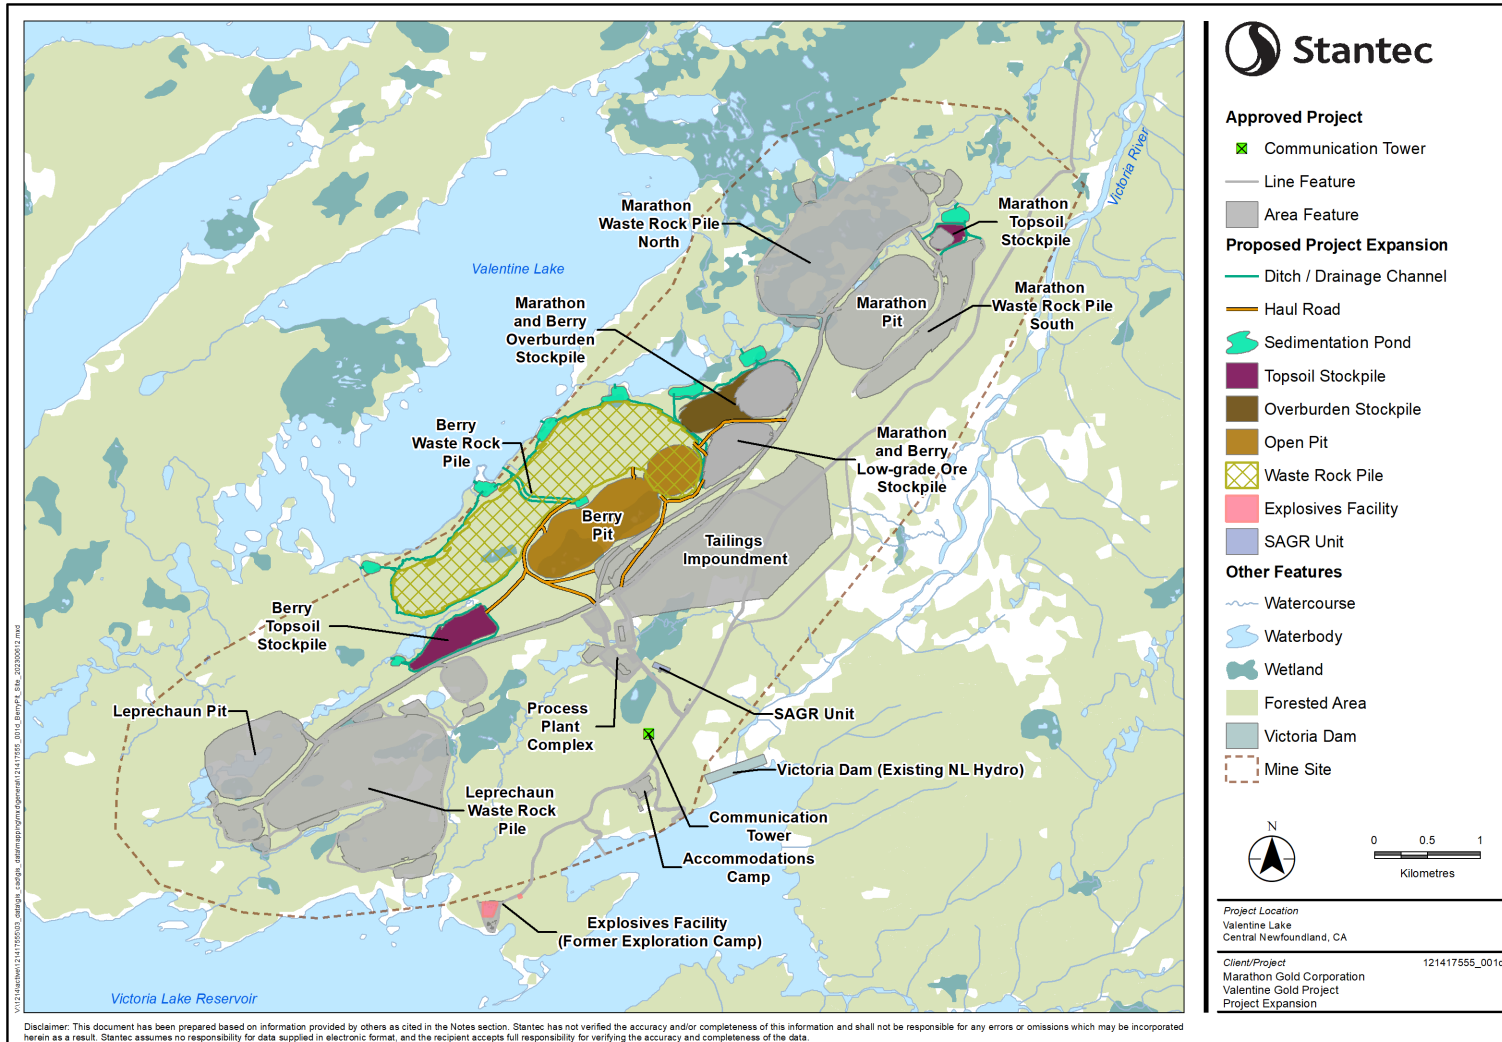 Stantec
Approved Project
Communication Tower
Line Feature
Area Feature
Proposed Project Expansion
Ditch / Drainage Channel
Haul Road
Sedimentation Pond
Topsoil Stockpile
Overburden Stockpile
Open Pit
Waste Rock Pile
Explosives Facility
SAGR Unit
Other Features
Watercourse
Waterbody
Wetland
Forested Area
Victoria Dam
Mine Site
N
0 0.5 1
Kilometres
Project Location
Valentine Lake
Central Newfoundland, CA
Client/Project 121417555_001d
Marathon Gold Corporation
Valentine Gold Project
Project Expansion
Victoria River
Marathon
Waste Rock Pile
North
Marathon
Topsoil
Stockpile
Valentine Lake
Marathon
and Berry
Overburden
Stockpile
Marathon
Pit
Marathon
Waste Rock Pile
South
Berry
Waste Rock
Pile
Marathon
and Berry
Low-grade Ore
Stockpile
Berry
Pit
Tailings
Impoundment
Berry
Topsoil
Stockpile
Leprechaun Pit
Process
Plant
Complex
SAGR Unit
Victoria Dam (Existing NL Hydro)
Leprechaun
Waste Rock
Pile
Communication
Tower
Accommodations
Camp
Explosives Facility
(Former Exploration Camp)
Victoria Lake Reservoir
Disclaimer: This document has been prepared based on information provided by others as cited in the Notes section. Stantec has not verified the accuracy and/or completeness of this information and shall not be responsible for any errors or omissions which may be incorporated
herein as a result. Stantec assumes no responsibility for data supplied in electronic format, and the recipient accepts full responsibility for verifying the accuracy and completeness of the data.